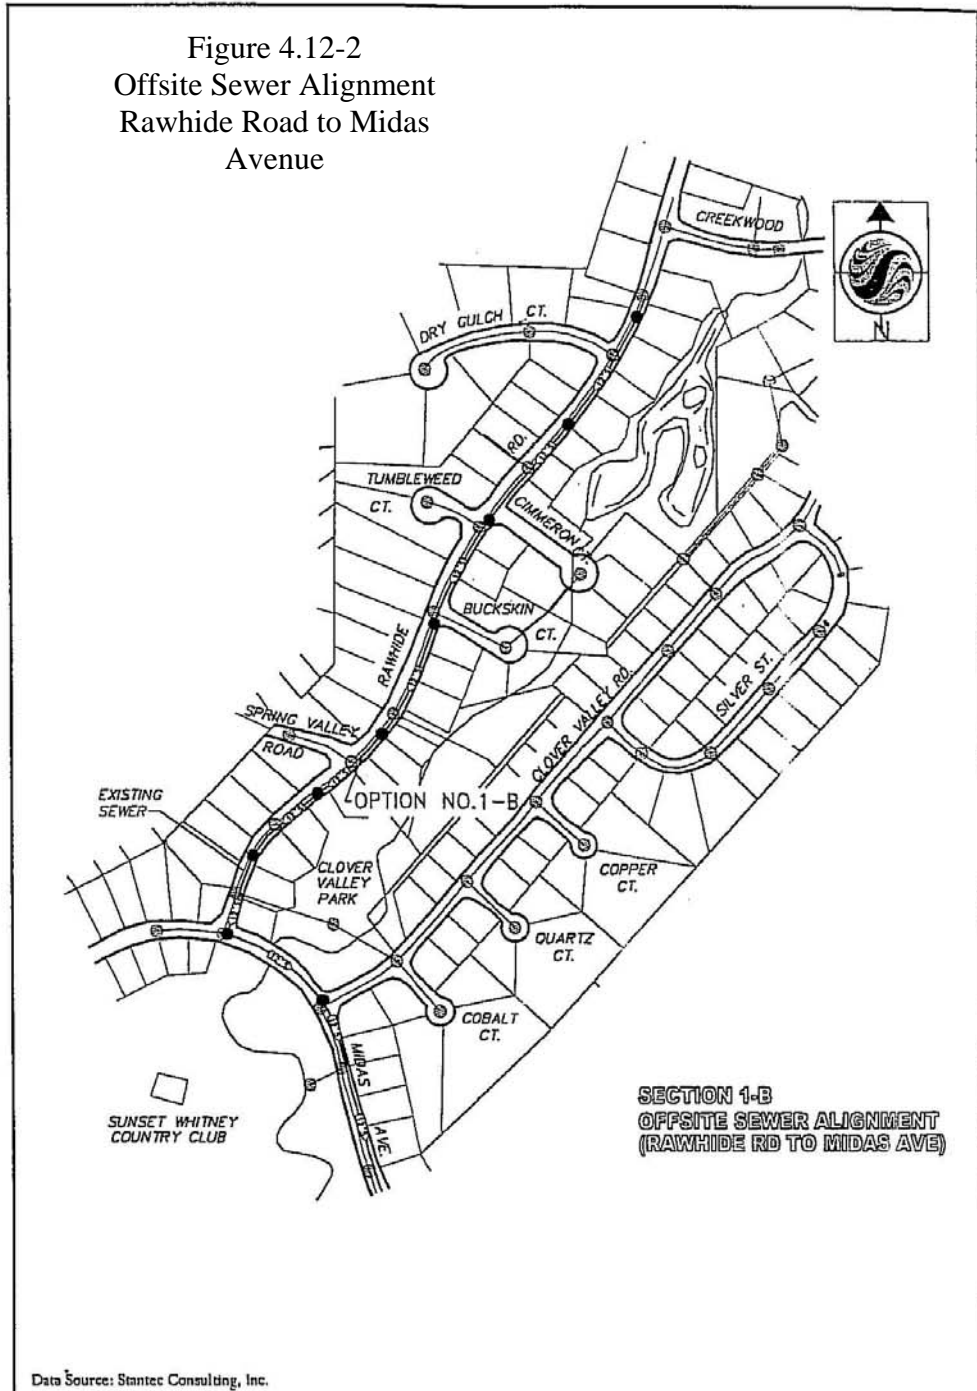 Figure 4.12-2
Offsite Sewer Alignment
Rawhide Road to Midas
Avenue
CREEKWOOD
N
DRY GULCH CT.
RD.
TUMBLEWEED
CT.
CIMMERON
BUCKSKIN
CT.
RAWHIDE
CLOVER VALLEY RD.
SILVER ST.
SPRING VALLEY
ROAD
OPTION NO.1-B
EXISTING
SEWER
CLOVER
VALLEY
PARK
COPPER
CT.
QUARTZ
CT.
COBALT
CT.
MIDAS
AVE.
SUNSET WHITNEY
COUNTRY CLUB
SECTION 1-B
OFFSITE SEWER ALIGNMENT
(RAWHIDE RD TO MIDAS AVE)
Data Source: Stantec Consulting, Inc.